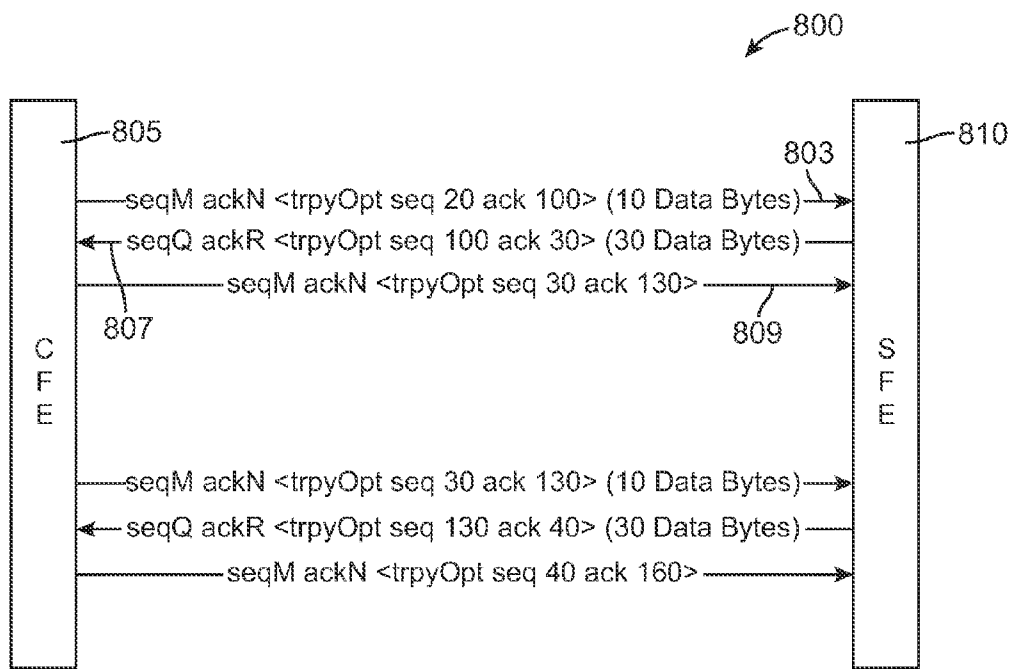 800
805
810
803
seqM ackN <trpyOpt seq 20 ack 100> (10 Data Bytes)
seqQ ackR <trpyOpt seq 100 ack 30> (30 Data Bytes)
seqM ackN <trpyOpt seq 30 ack 130>
807
809
C
F
E
S
F
E
seqM ackN <trpyOpt seq 30 ack 130> (10 Data Bytes)
seqQ ackR <trpyOpt seq 130 ack 40> (30 Data Bytes)
seqM ackN <trpyOpt seq 40 ack 160>